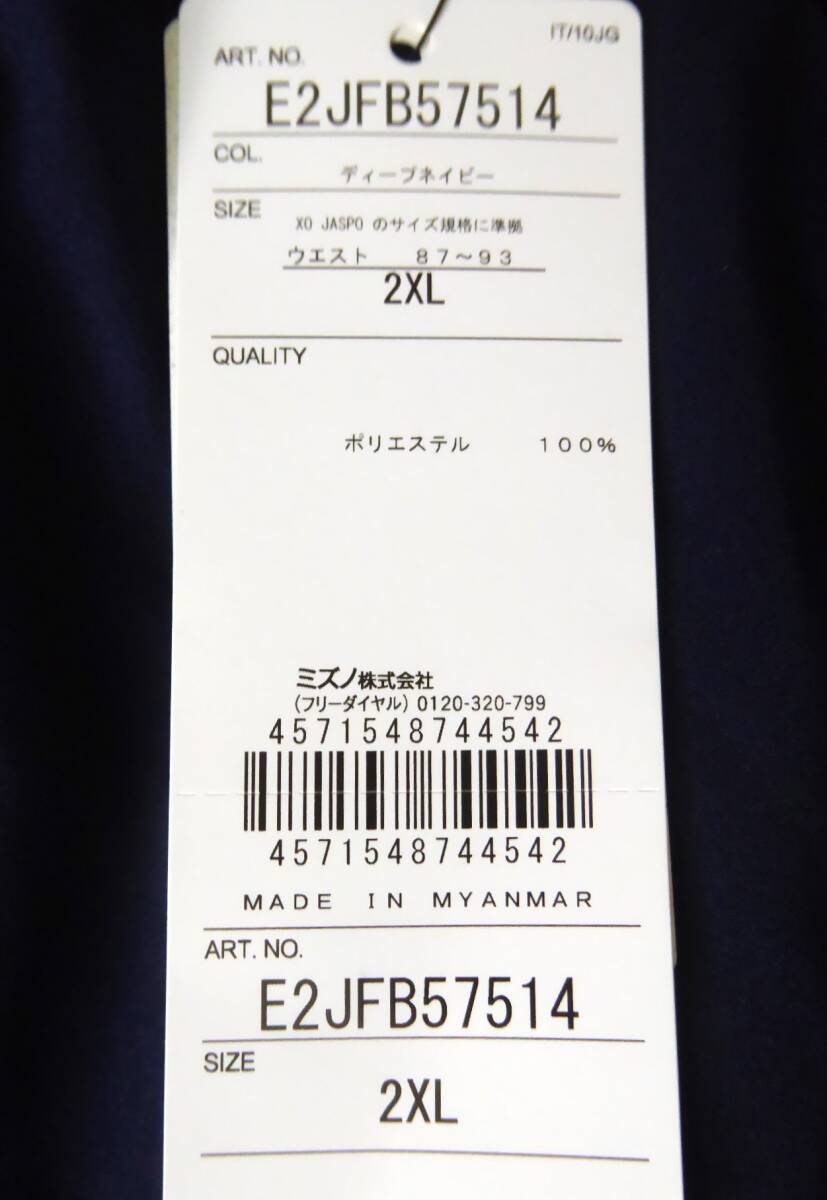 IT/10JG
ART. NO.
E2JFB57514
COL.
ディープネイビー
SIZE
XO JASPO のサイズ規格に準拠
ウエスト 87～93
2XL
QUALITY
ポリエステル 100%
ミズノ株式会社
(フリーダイヤル) 0120-320-799
4571548744542
4571548744542
MADE IN MYANMAR
ART. NO.
E2JFB57514
SIZE
2XL